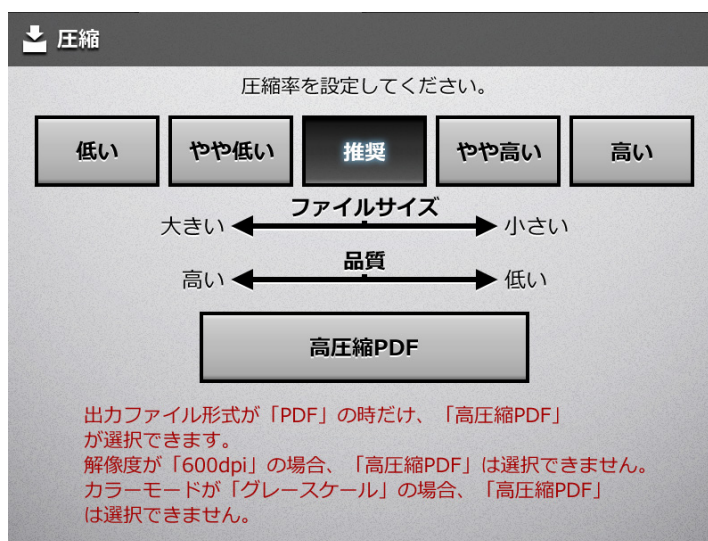 圧縮
圧縮率を設定してください。
低い やや低い 推奨 やや高い 高い
ファイルサイズ
大きい 小さい
品質
高い 低い
高圧縮PDF
出力ファイル形式が「PDF」の時だけ、「高圧縮PDF」
が選択できます。
解像度が「600dpi」の場合、「高圧縮PDF」は選択できません。
カラーモードが「グレースケール」の場合、「高圧縮PDF」
は選択できません。